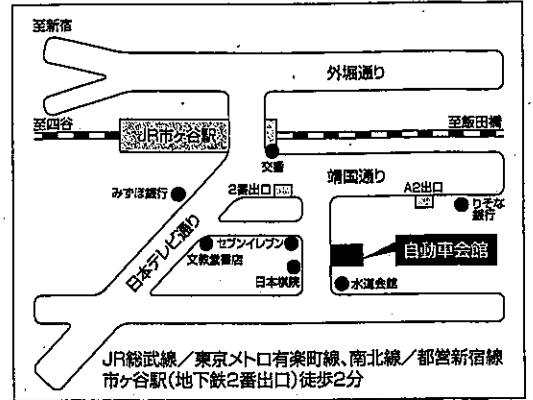 至新宿
外堀通り
至四谷
JR市ヶ谷駅
至飯田橋
交番
靖国通り
みずほ銀行
2番出口
A2出口
りそな
銀行
日本テレビ通り
セブンイレブン
文教堂書店
自動車会館
日本棋院
水道会館
JR総武線／東京メトロ有楽町線、南北線／都営新宿線
市ヶ谷駅(地下鉄2番出口)徒歩2分